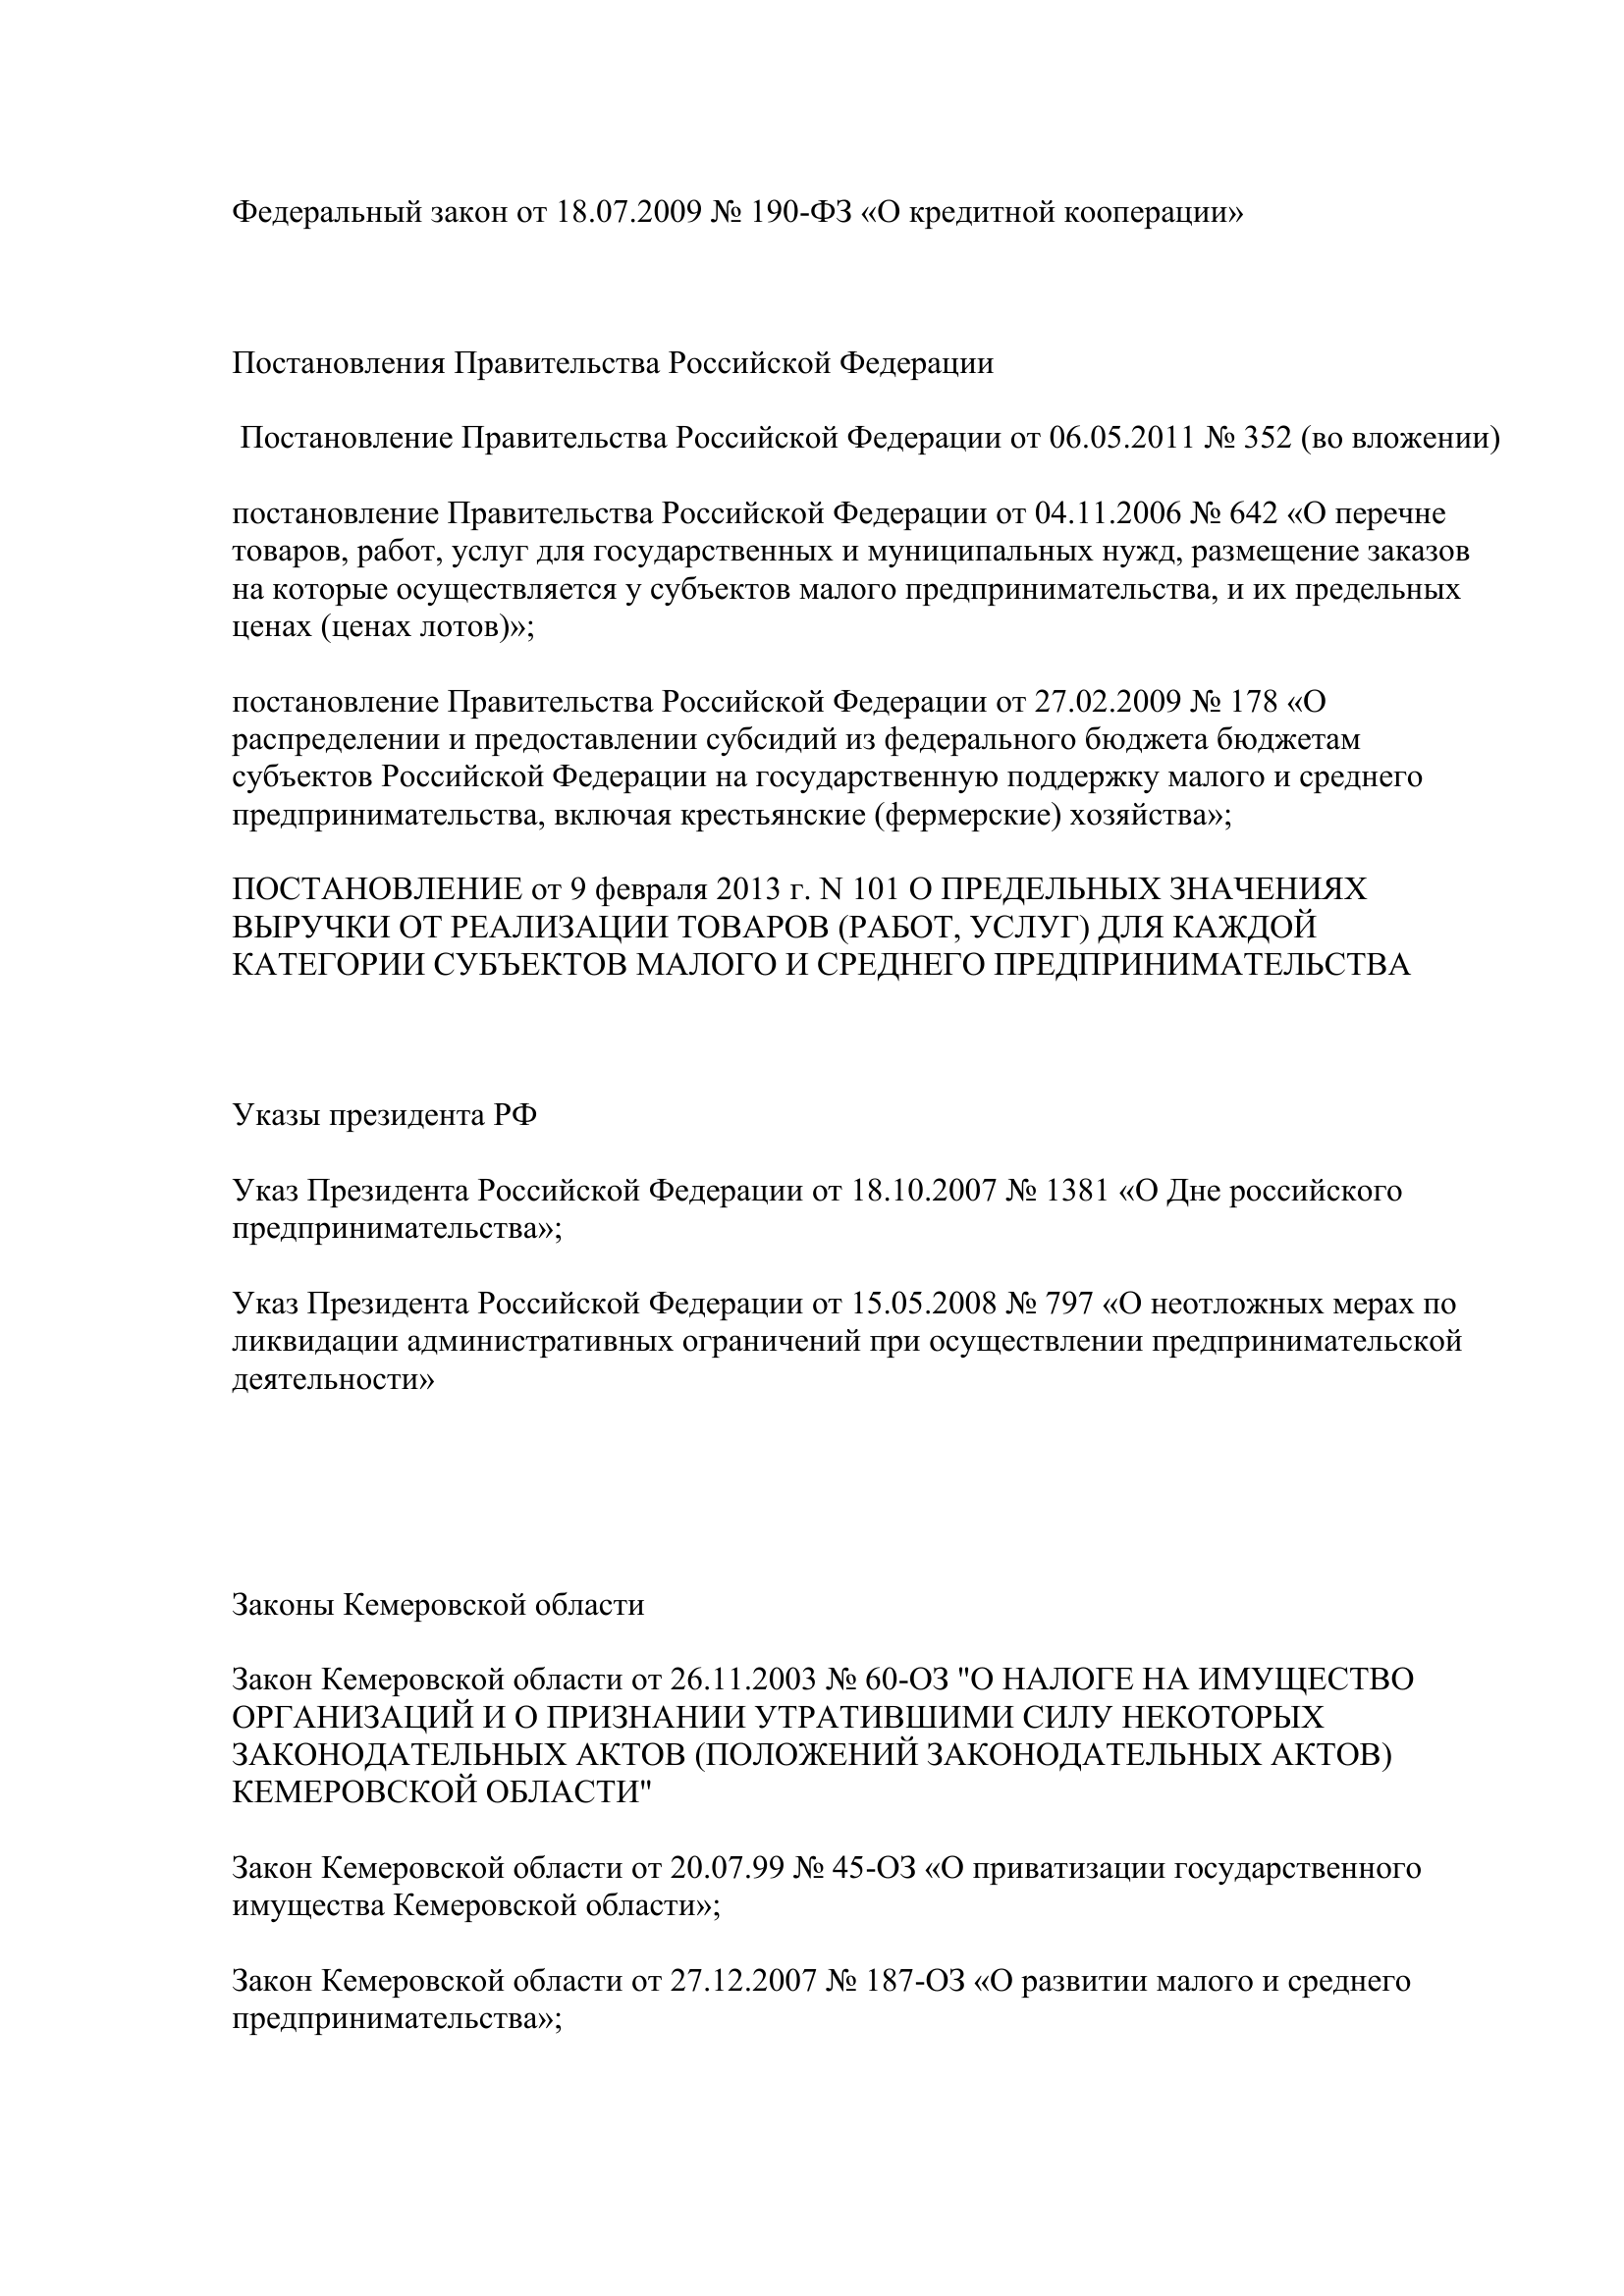 Федеральный закон от 18.07.2009 № 190-ФЗ «О кредитной кооперации»
Постановления Правительства Российской Федерации
Постановление Правительства Российской Федерации от 06.05.2011 № 352 (во вложении)
постановление Правительства Российской Федерации от 04.11.2006 № 642 «О перечне
товаров, работ, услуг для государственных и муниципальных нужд, размещение заказов
на которые осуществляется у субъектов малого предпринимательства, и их предельных
ценах (ценах лотов)»;
постановление Правительства Российской Федерации от 27.02.2009 № 178 «О
распределении и предоставлении субсидий из федерального бюджета бюджетам
субъектов Российской Федерации на государственную поддержку малого и среднего
предпринимательства, включая крестьянские (фермерские) хозяйства»;
ПОСТАНОВЛЕНИЕ от 9 февраля 2013 г. N 101 О ПРЕДЕЛЬНЫХ ЗНАЧЕНИЯХ
ВЫРУЧКИ ОТ РЕАЛИЗАЦИИ ТОВАРОВ (РАБОТ, УСЛУГ) ДЛЯ КАЖДОЙ
КАТЕГОРИИ СУБЪЕКТОВ МАЛОГО И СРЕДНЕГО ПРЕДПРИНИМАТЕЛЬСТВА
Указы президента РФ
Указ Президента Российской Федерации от 18.10.2007 № 1381 «О Дне российского
предпринимательства»;
Указ Президента Российской Федерации от 15.05.2008 № 797 «О неотложных мерах по
ликвидации административных ограничений при осуществлении предпринимательской
деятельности»
Законы Кемеровской области
Закон Кемеровской области от 26.11.2003 № 60-ОЗ "О НАЛОГЕ НА ИМУЩЕСТВО
ОРГАНИЗАЦИЙ И О ПРИЗНАНИИ УТРАТИВШИМИ СИЛУ НЕКОТОРЫХ
ЗАКОНОДАТЕЛЬНЫХ АКТОВ (ПОЛОЖЕНИЙ ЗАКОНОДАТЕЛЬНЫХ АКТОВ)
КЕМЕРОВСКОЙ ОБЛАСТИ"
Закон Кемеровской области от 20.07.99 № 45-ОЗ «О приватизации государственного
имущества Кемеровской области»;
Закон Кемеровской области от 27.12.2007 № 187-ОЗ «О развитии малого и среднего
предпринимательства»;